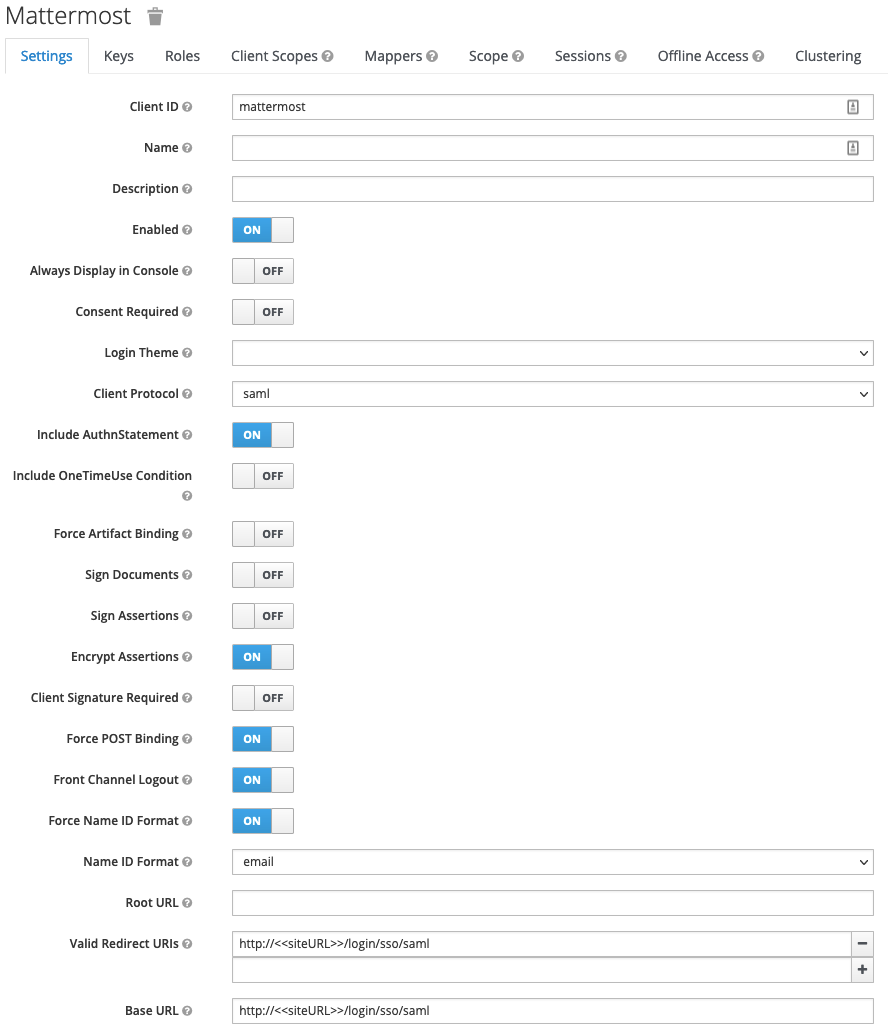 Mattermost
Settings Keys Roles Client Scopes Mappers Scope Sessions Offline Access Clustering
Client ID mattermost
Name
Description
Enabled ON
Always Display in Console OFF
Consent Required OFF
Login Theme
Client Protocol saml
Include AuthnStatement ON
Include OneTimeUse Condition OFF
Force Artifact Binding OFF
Sign Documents OFF
Sign Assertions OFF
Encrypt Assertions ON
Client Signature Required OFF
Force POST Binding ON
Front Channel Logout ON
Force Name ID Format ON
Name ID Format email
Root URL
Valid Redirect URIs http://<<siteURL>>/login/sso/saml
Base URL http://<<siteURL>>/login/sso/saml